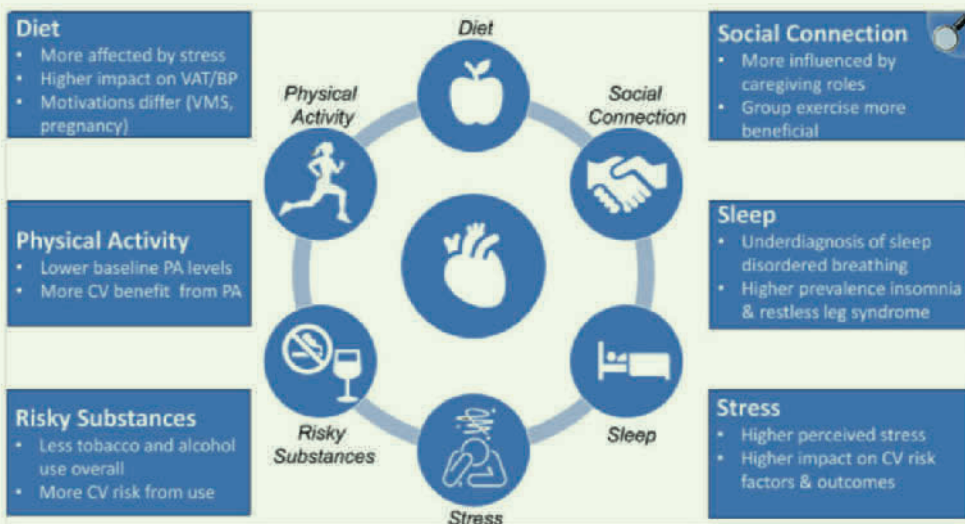 Diet
• More affected by stress
• Higher impact on VAT/BP
• Motivations differ (VMS,
pregnancy)
Physical Activity
• Lower baseline PA levels
• More CV benefit from PA
Risky Substances
• Less tobacco and alcohol
use overall
• More CV risk from use
Diet
Physical
Activity
Social
Connection
Risky
Substances
Sleep
Stress
Social Connection
• More influenced by
caregiving roles
• Group exercise more
beneficial
Sleep
• Underdiagnosis of sleep
disordered breathing
• Higher prevalence insomnia
& restless leg syndrome
Stress
• Higher perceived stress
• Higher impact on CV risk
factors & outcomes